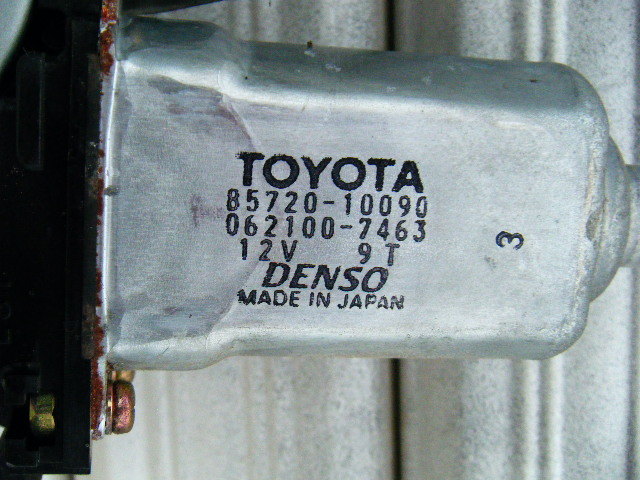 TOYOTA
85720-10090
062100-7463
12V 9T
DENSO
MADE IN JAPAN
3